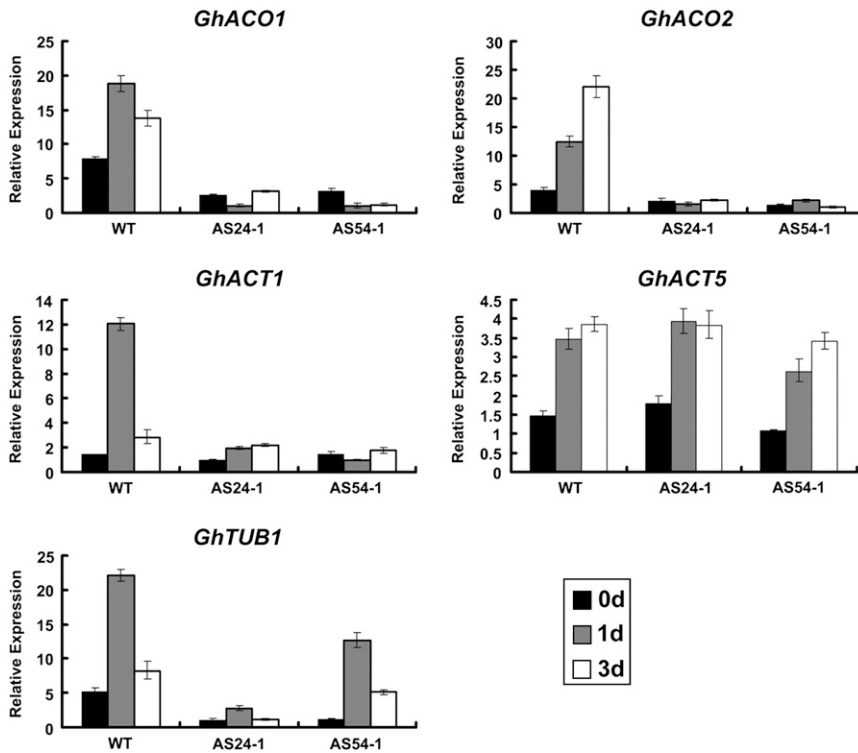 GhACO1
Relative Expression
25
20
15
10
5
0
WT AS24-1 AS54-1
GhACO2
Relative Expression
30
25
20
15
10
5
0
WT AS24-1 AS54-1
GhACT1
Relative Expression
14
12
10
8
6
4
2
0
WT AS24-1 AS54-1
GhACT5
Relative Expression
4.5
4
3.5
3
2.5
2
1.5
1
0.5
0
WT AS24-1 AS54-1
GhTUB1
Relative Expression
25
20
15
10
5
0
WT AS24-1 AS54-1
0d
1d
3d